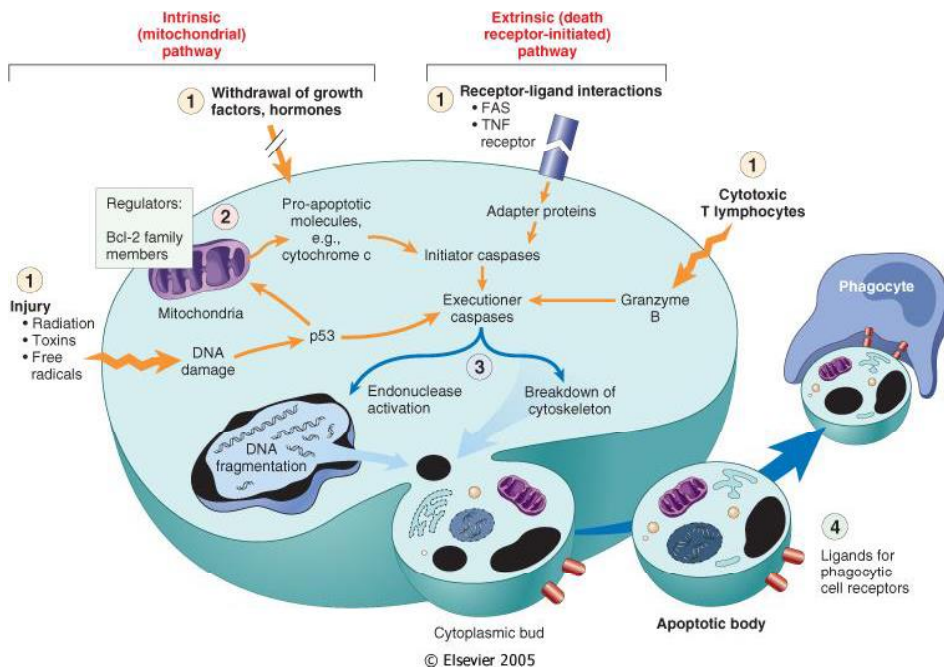 Intrinsic
(mitochondrial)
pathway
Extrinsic (death
receptor-initiated)
pathway
1
Withdrawal of growth
factors, hormones
1
Receptor-ligand interactions
• FAS
• TNF
receptor
1
Cytotoxic
T lymphocytes
Regulators:
Bcl-2 family
members
2
Pro-apoptotic
molecules,
e.g.,
cytochrome c
Adapter proteins
Initiator caspases
1
Injury
• Radiation
• Toxins
• Free
radicals
Mitochondria
Executioner
caspases
Granzyme
B
Phagocyte
p53
DNA
damage
3
Endonuclease
activation
Breakdown of
cytoskeleton
DNA
fragmentation
4
Ligands for
phagocytic
cell receptors
Cytoplasmic bud
Apoptotic body
© Elsevier 2005